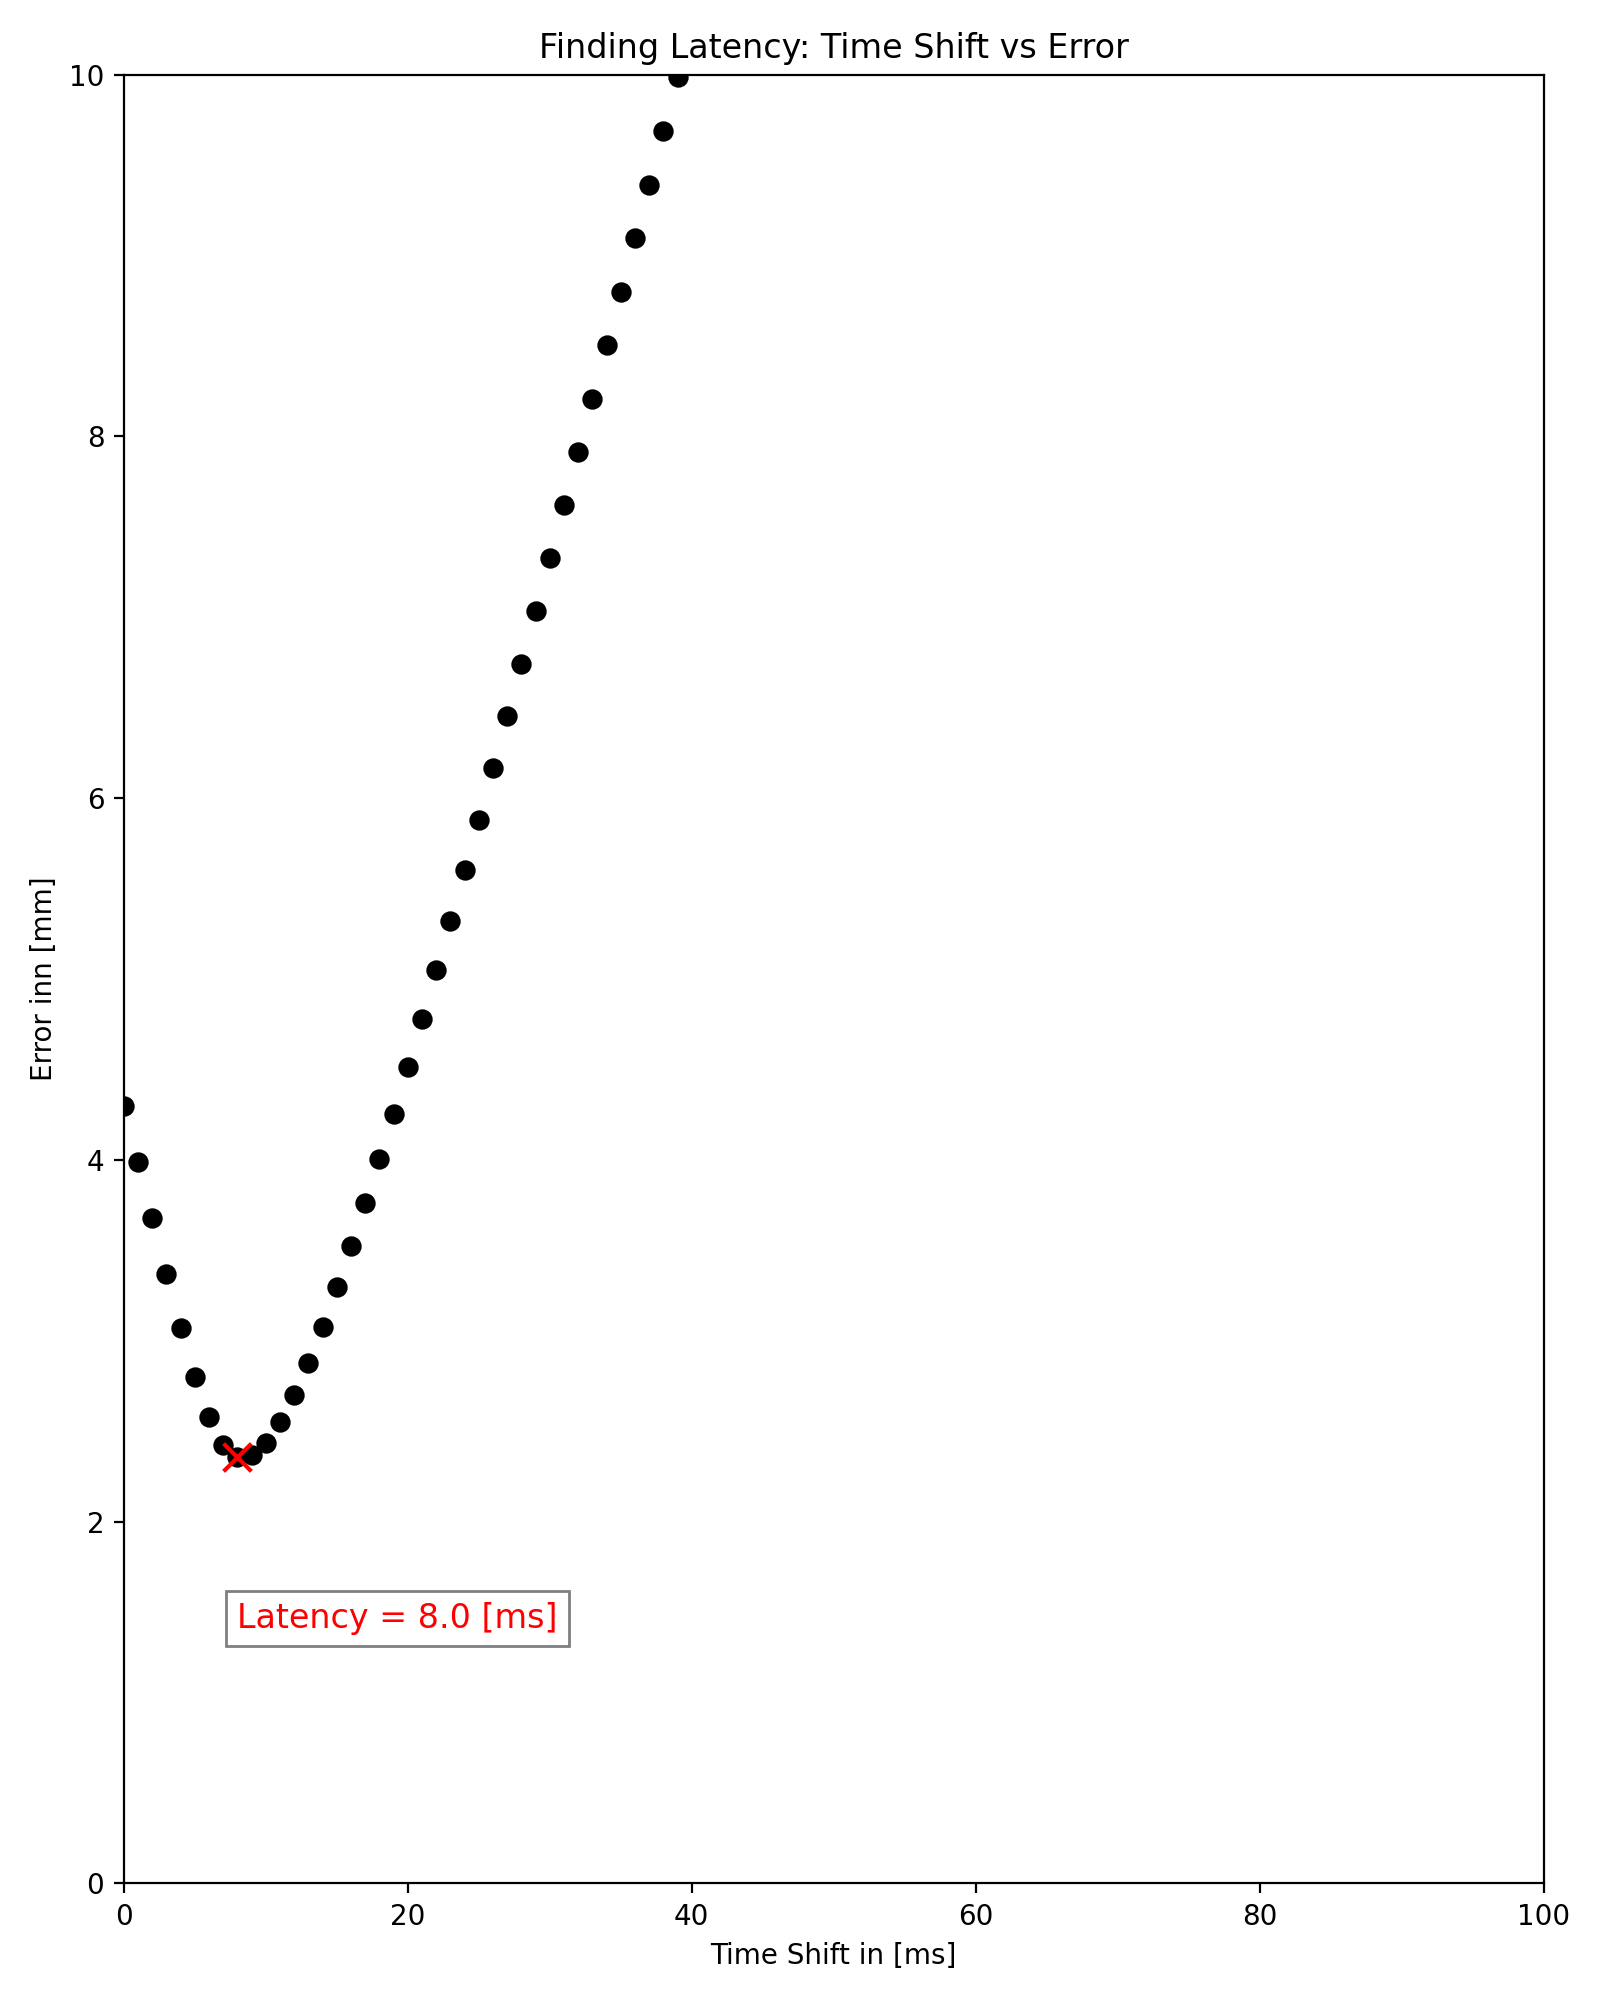 Finding Latency: Time Shift vs Error
10
8
6
4
2
0
Error inn [mm]
Latency = 8.0 [ms]
0 20 40 60 80 100
Time Shift in [ms]